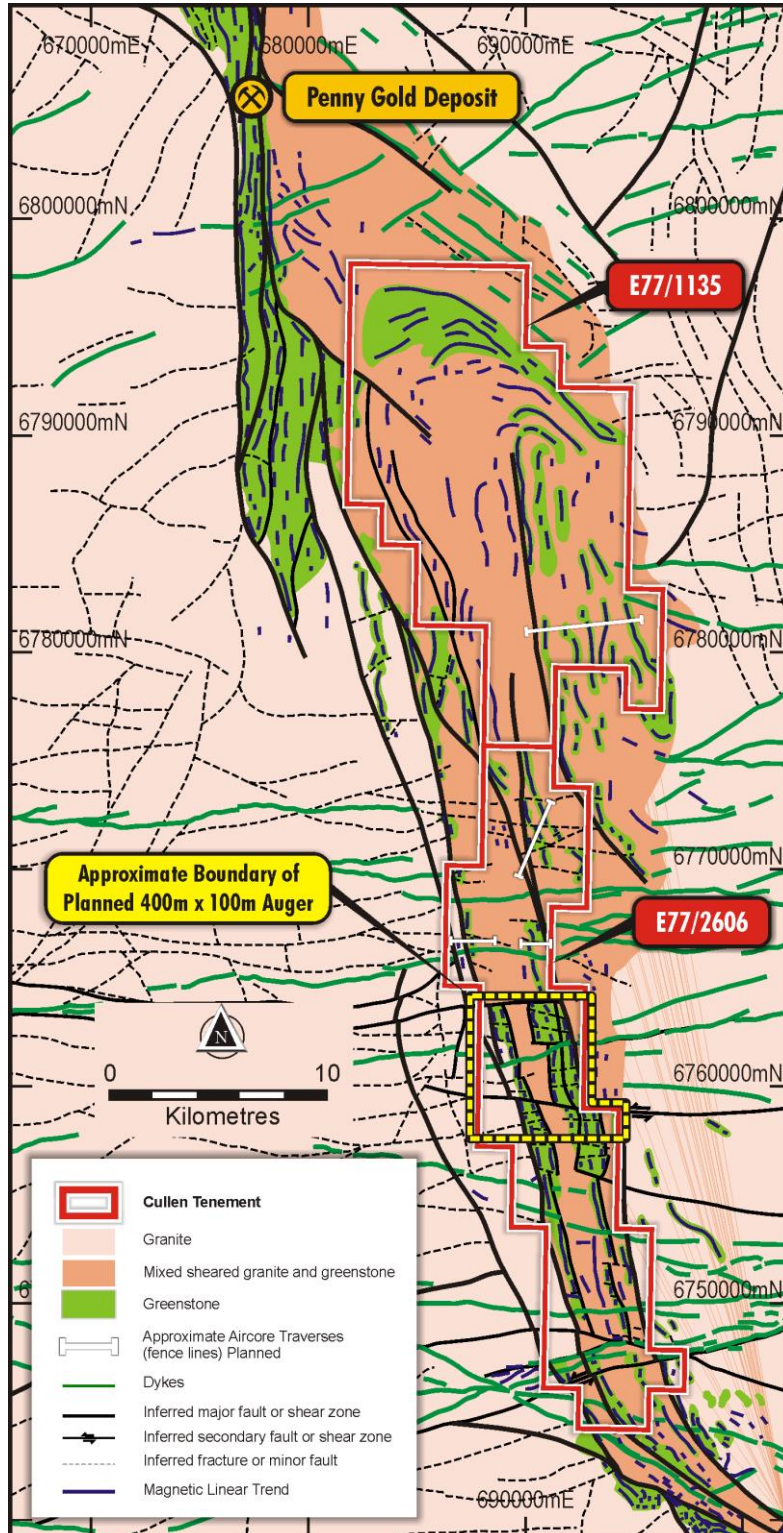 670000mE
680000mE
690000mE
Penny Gold Deposit
6800000mN
6800000mN
E77/1135
6790000mN
6790000mN
6780000mN
6780000mN
6770000mN
Approximate Boundary of
Planned 400m x 100m Auger
E77/2606
N
0
10
Kilometres
6760000mN
Cullen Tenement
Granite
Mixed sheared granite and greenstone
Greenstone
Approximate Aircore Traverses
(fence lines) Planned
Dykes
Inferred major fault or shear zone
Inferred secondary fault or shear zone
Inferred fracture or minor fault
Magnetic Linear Trend
6
6750000mN
690000mE